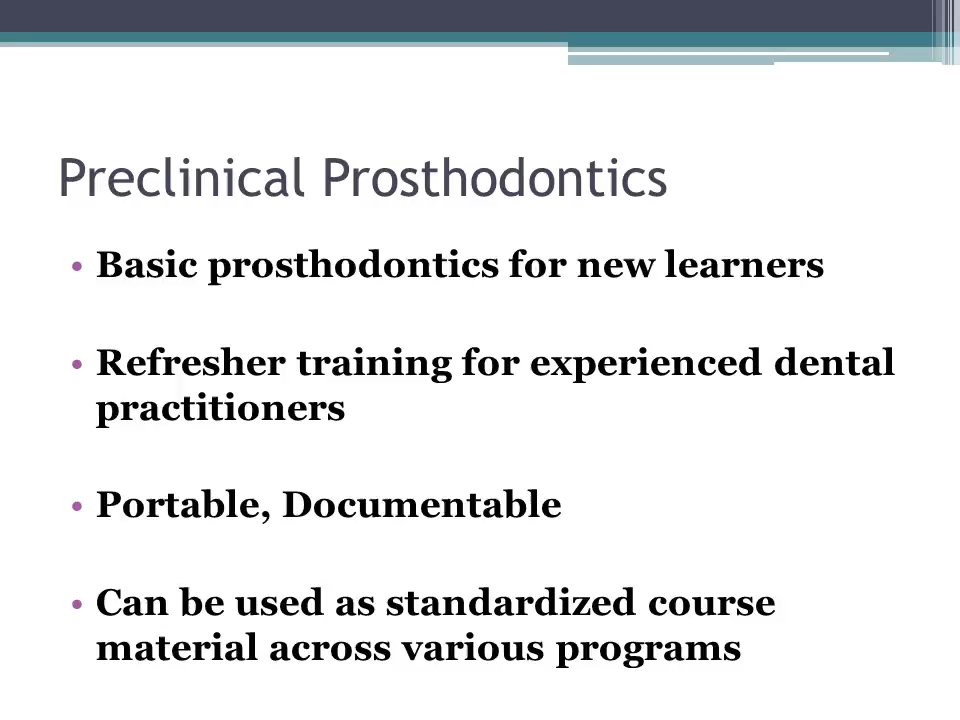 Preclinical Prosthodontics
• Basic prosthodontics for new learners
• Refresher training for experienced dental
practitioners
• Portable, Documentable
• Can be used as standardized course
material across various programs